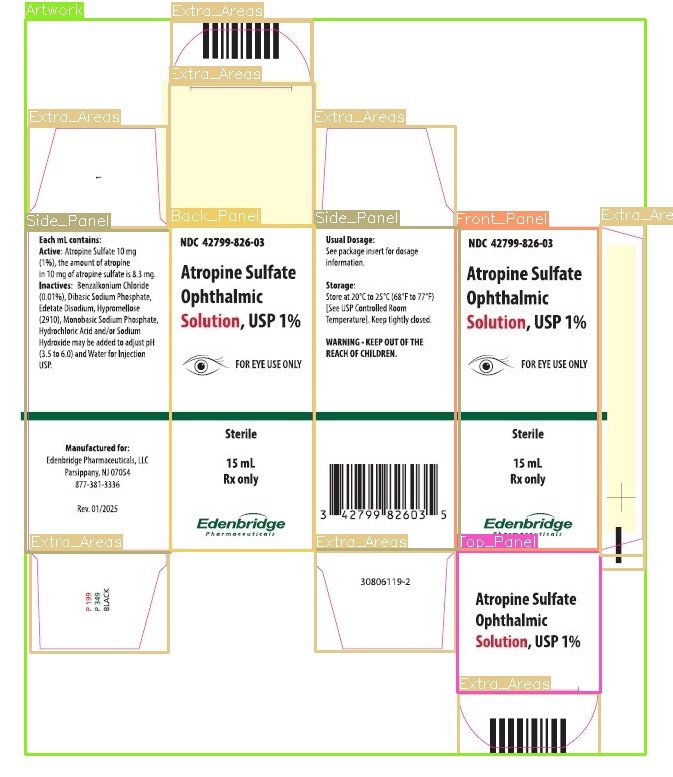 Artwork
Extra_Areas
Extra_Areas
Extra_Areas
Extra_Areas
Side_Panel
Each mL contains:
Active: Atropine Sulfate 10 mg
(1%), the amount of atropine
in 10 mg of atropine sulfate is 8.3 mg.
Inactives: Benzalkonium Chloride
(0.01%), Dibasic Sodium Phosphate,
Edetate Disodium, Hypromellose
(2910), Monobasic Sodium Phosphate,
Hydrochloric Acid and/or Sodium
Hydroxide may be added to adjust pH
(3.5 to 6.0) and Water for Injection
USP.
Manufactured for:
Edenbridge Pharmaceuticals, LLC
Parsippany, NJ 07054
877-381-3336
Rev. 01/2025
Back_Panel
NDC 42799-826-03
Atropine Sulfate
Ophthalmic
Solution, USP 1%
FOR EYE USE ONLY
Sterile
15 mL
Rx only
Edenbridge
Pharmaceuticals
Side_Panel
Usual Dosage:
See package insert for dosage
information.
Storage:
Store at 20°C to 25°C (68°F to 77°F)
[See USP Controlled Room
Temperature]. Keep tightly closed.
WARNING - KEEP OUT OF THE
REACH OF CHILDREN.
3 42799 82603 5
Front_Panel
NDC 42799-826-03
Atropine Sulfate
Ophthalmic
Solution, USP 1%
FOR EYE USE ONLY
Sterile
15 mL
Rx only
Edenbridge
Pharmaceuticals
Extra_Are
Extra_Areas
P 199
P 349
BLACK
Extra_Areas
30806119-2
Top_Panel
Atropine Sulfate
Ophthalmic
Solution, USP 1%
Extra_Areas